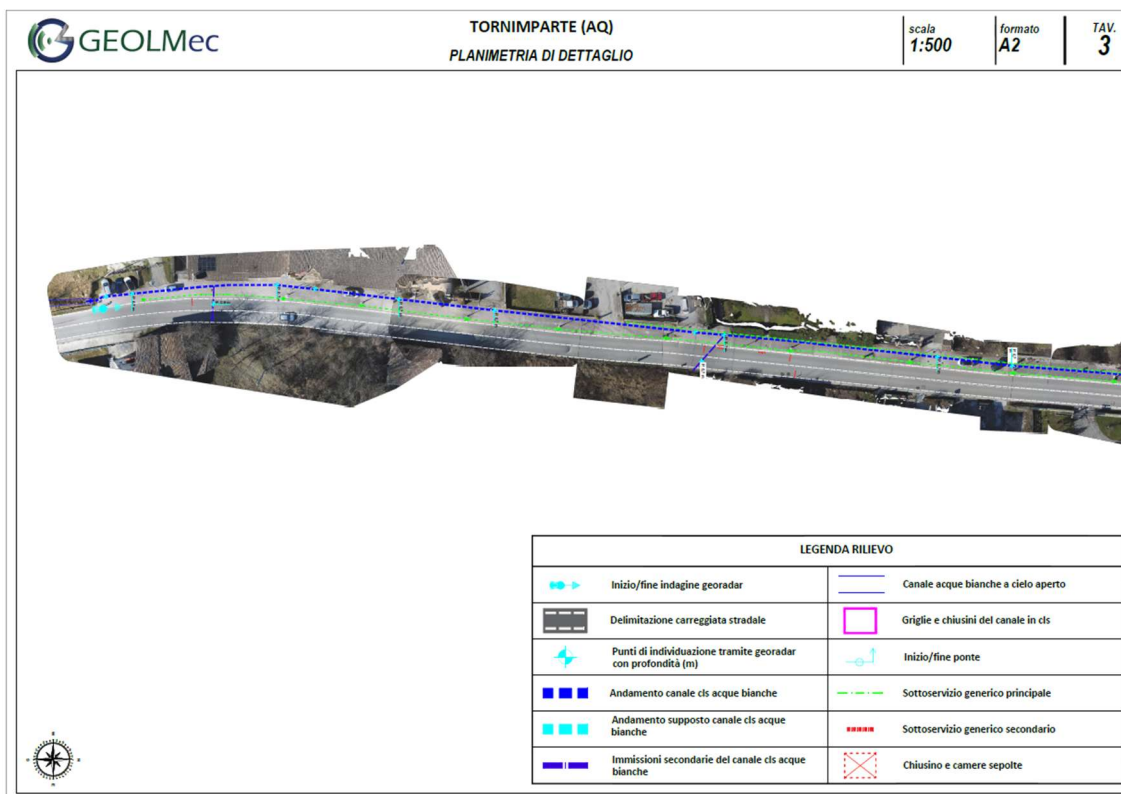 GEOLMec
TORNIMPARTE (AQ)
PLANIMETRIA DI DETTAGLIO
scala
1:500
formato
A2
TAV.
3
LEGENDA RILIEVO
Inizio/fine indagine georadar
Canale acque bianche a cielo aperto
Delimitazione carreggiata stradale
Griglie e chiusini del canale in cls
Punti di individuazione tramite georadar
con profondità (m)
Inizio/fine ponte
Andamento canale cls acque bianche
Sottoservizio generico principale
Andamento supposto canale cls acque
bianche
Sottoservizio generico secondario
Immissioni secondarie del canale cls acque
bianche
Chiusino e camere sepolte